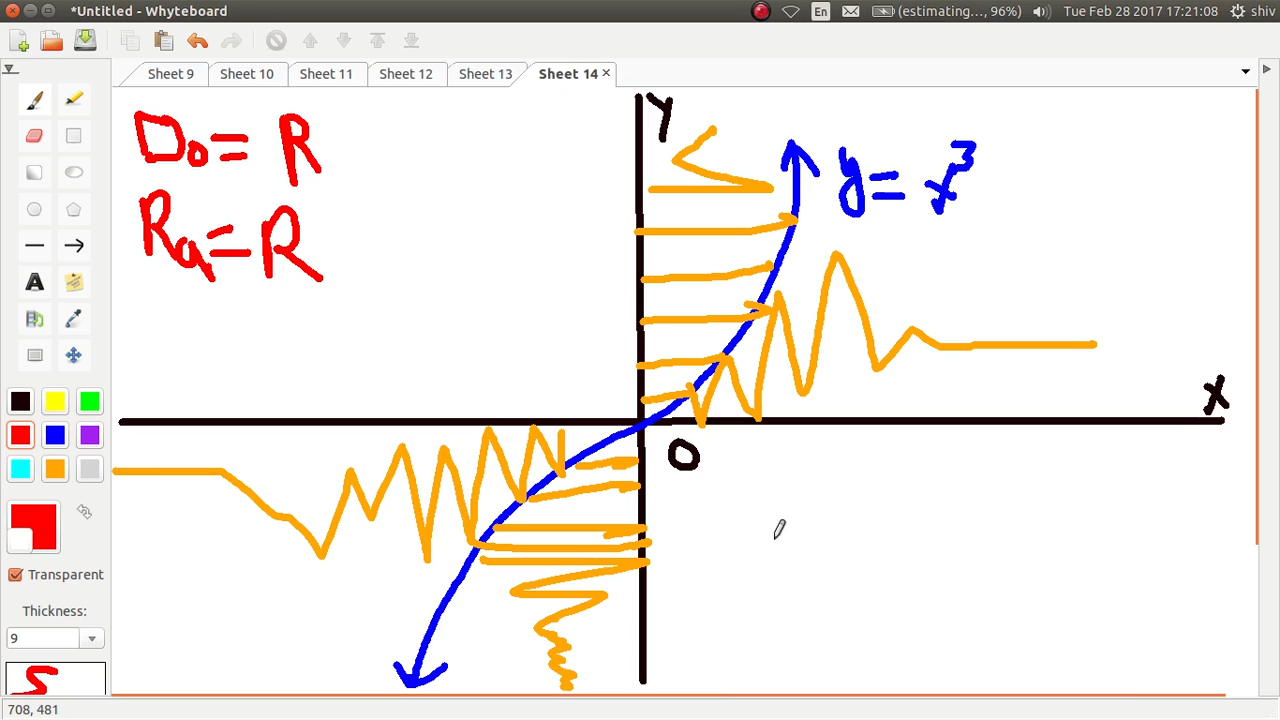 *Untitled - Whyteboard
En
(estimating..., 96%)
Tue Feb 28 2017 17:21:08
shiv
Sheet 9
Sheet 10
Sheet 11
Sheet 12
Sheet 13
Sheet 14
Do = R
Ra = R
Y
y = x³
X
O
A
Transparent
Thickness:
9
708, 481